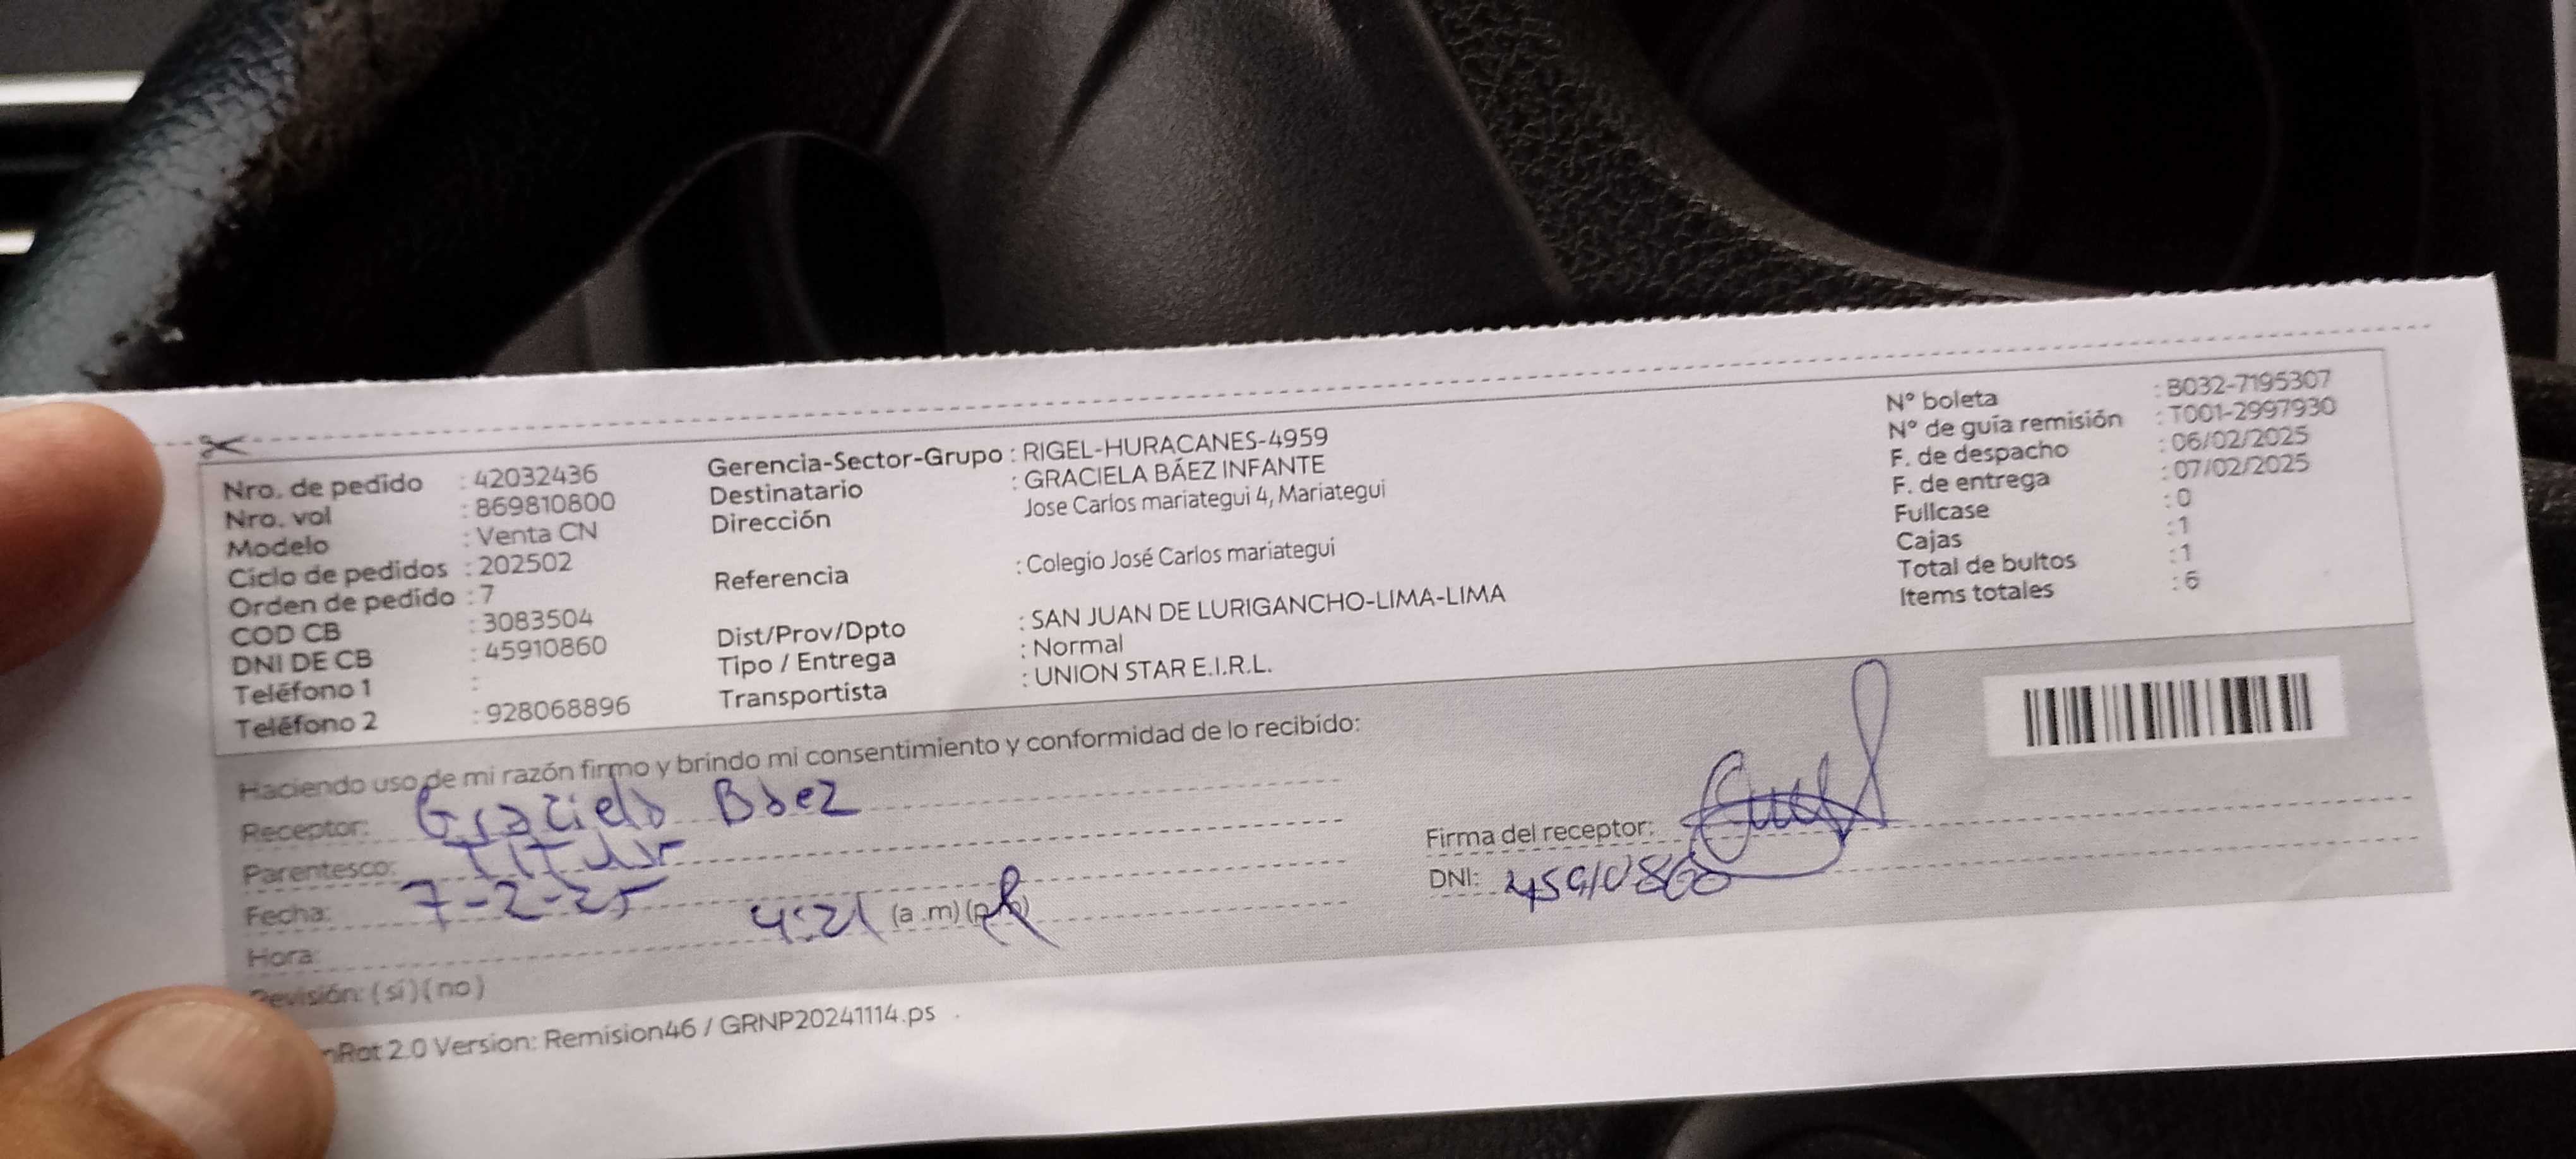 Nro. de pedido : 42032436
Nro. vol : 869810800
Modelo : Venta CN
Ciclo de pedidos : 202502
Orden de pedido : 7
COD CB : 3083504
DNI DE CB : 45910860
Teléfono 1 :
Teléfono 2 : 928068896
Gerencia-Sector-Grupo : RIGEL-HURACANES-4959
Destinatario : GRACIELA BÁEZ INFANTE
Dirección Jose Carlos mariategui 4, Mariategui
Referencia : Colegio José Carlos mariategui
Dist/Prov/Dpto : SAN JUAN DE LURIGANCHO-LIMA-LIMA
Tipo / Entrega : Normal
Transportista : UNION STAR E.I.R.L.
N° boleta : B032-7195307
N° de guía remisión : T001-2997930
F. de despacho : 06/02/2025
F. de entrega : 07/02/2025
Fullcase : 0
Cajas : 1
Total de bultos : 1
Items totales : 6
Haciendo uso de mi razón firmo y brindo mi consentimiento y conformidad de lo recibido:
Receptor: Graciela Baez
Parentesco: Titular
Fecha: 7-2-25
Hora: 4:21 (a .m)
Revisión: (si)(no)
Firma del receptor:
DNI: 45910860
2.0 Version: Remision46 / GRNP20241114.ps